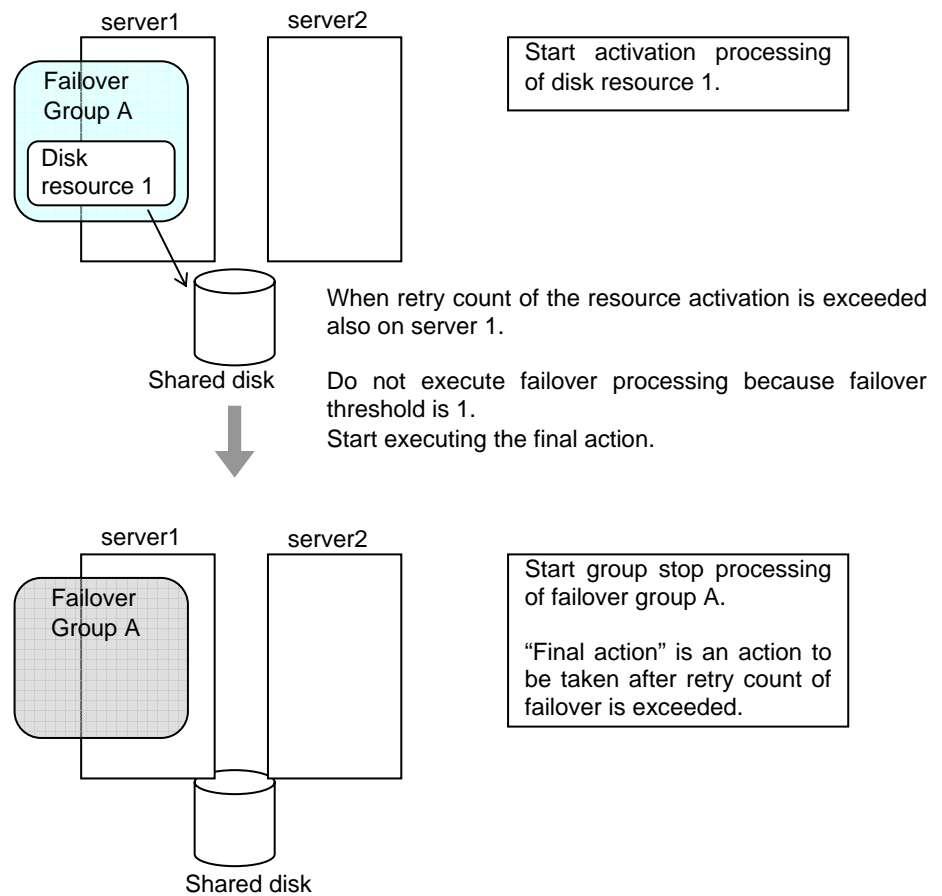 server1
server2
Start activation processing
of disk resource 1.
Failover
Group A
Disk
resource 1
When retry count of the resource activation is exceeded
also on server 1.
Shared disk
Do not execute failover processing because failover
threshold is 1.
Start executing the final action.
server1
server2
Start group stop processing
of failover group A.
Failover
Group A
“Final action” is an action to
be taken after retry count of
failover is exceeded.
Shared disk